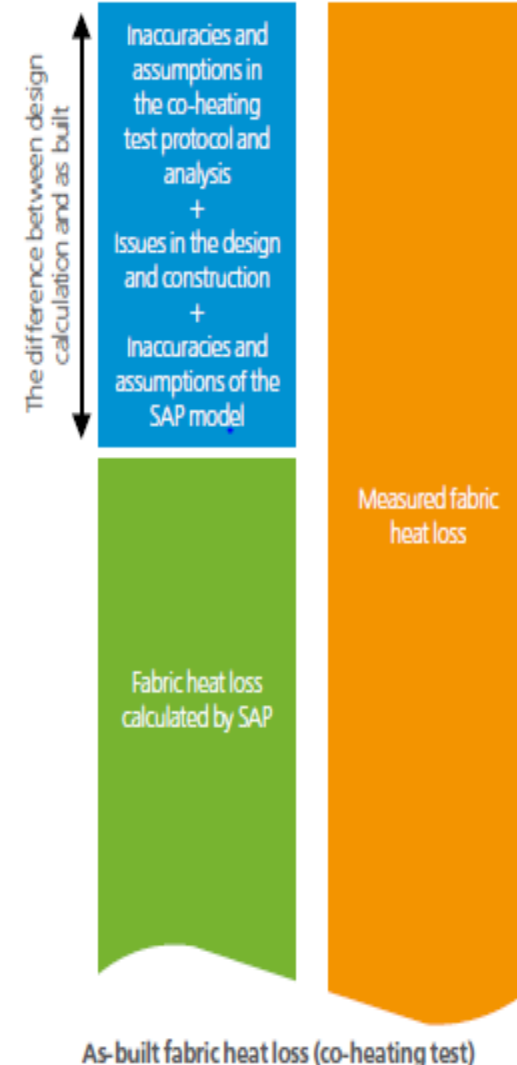 The difference between design
calculation and as built
Inaccuracies and
assumptions in
the co-heating
test protocol and
analysis
+
Issues in the design
and construction
+
Inaccuracies and
assumptions of the
SAP model
Measured fabric
heat loss
Fabric heat loss
calculated by SAP
As-built fabric heat loss (co-heating test)